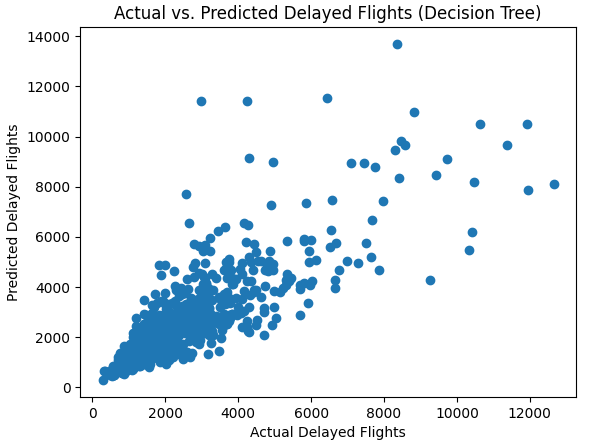 Actual vs. Predicted Delayed Flights (Decision Tree)
14000
12000
10000
8000
6000
4000
2000
0
Predicted Delayed Flights
0 2000 4000 6000 8000 10000 12000
Actual Delayed Flights